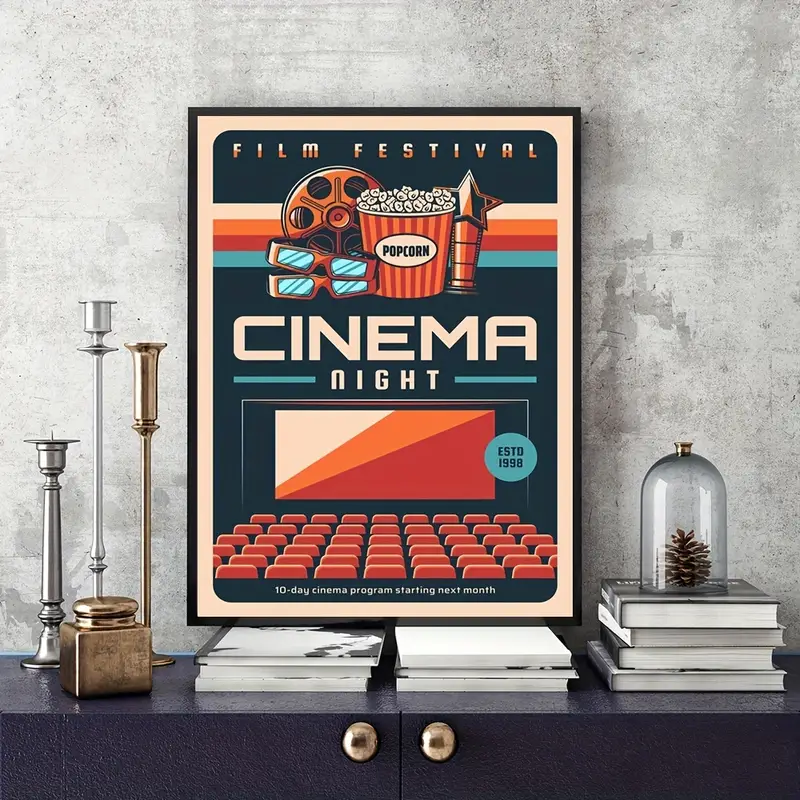 FILM FESTIVAL
POPCORN
CINEMA
NIGHT
ESTD
1998
10-day cinema program starting next month